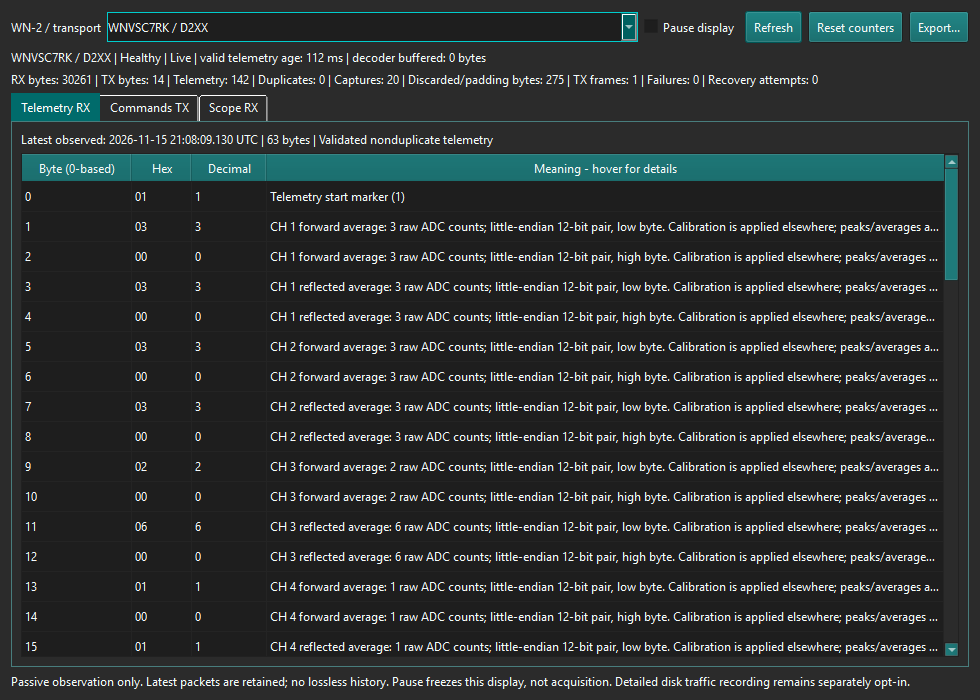 WN-2 / transport WNVSC7RK / D2XX Pause display Refresh Reset counters Export...
WNVSC7RK / D2XX | Healthy | Live | valid telemetry age: 112 ms | decoder buffered: 0 bytes
RX bytes: 30261 | TX bytes: 14 | Telemetry: 142 | Duplicates: 0 | Captures: 20 | Discarded/padding bytes: 275 | TX frames: 1 | Failures: 0 | Recovery attempts: 0
Telemetry RX Commands TX Scope RX
Latest observed: 2026-11-15 21:08:09.130 UTC | 63 bytes | Validated nonduplicate telemetry
Byte (0-based) Hex Decimal Meaning - hover for details
0 01 1 Telemetry start marker (1)
1 03 3 CH 1 forward average: 3 raw ADC counts; little-endian 12-bit pair, low byte. Calibration is applied elsewhere; peaks/averages a...
2 00 0 CH 1 forward average: 3 raw ADC counts; little-endian 12-bit pair, high byte. Calibration is applied elsewhere; peaks/averages ...
3 03 3 CH 1 reflected average: 3 raw ADC counts; little-endian 12-bit pair, low byte. Calibration is applied elsewhere; peaks/averages ...
4 00 0 CH 1 reflected average: 3 raw ADC counts; little-endian 12-bit pair, high byte. Calibration is applied elsewhere; peaks/average...
5 03 3 CH 2 forward average: 3 raw ADC counts; little-endian 12-bit pair, low byte. Calibration is applied elsewhere; peaks/averages a...
6 00 0 CH 2 forward average: 3 raw ADC counts; little-endian 12-bit pair, high byte. Calibration is applied elsewhere; peaks/averages ...
7 03 3 CH 2 reflected average: 3 raw ADC counts; little-endian 12-bit pair, low byte. Calibration is applied elsewhere; peaks/averages ...
8 00 0 CH 2 reflected average: 3 raw ADC counts; little-endian 12-bit pair, high byte. Calibration is applied elsewhere; peaks/average...
9 02 2 CH 3 forward average: 2 raw ADC counts; little-endian 12-bit pair, low byte. Calibration is applied elsewhere; peaks/averages a...
10 00 0 CH 3 forward average: 2 raw ADC counts; little-endian 12-bit pair, high byte. Calibration is applied elsewhere; peaks/averages ...
11 06 6 CH 3 reflected average: 6 raw ADC counts; little-endian 12-bit pair, low byte. Calibration is applied elsewhere; peaks/averages ...
12 00 0 CH 3 reflected average: 6 raw ADC counts; little-endian 12-bit pair, high byte. Calibration is applied elsewhere; peaks/average...
13 01 1 CH 4 forward average: 1 raw ADC counts; little-endian 12-bit pair, low byte. Calibration is applied elsewhere; peaks/averages a...
14 00 0 CH 4 forward average: 1 raw ADC counts; little-endian 12-bit pair, high byte. Calibration is applied elsewhere; peaks/averages ...
15 01 1 CH 4 reflected average: 1 raw ADC counts; little-endian 12-bit pair, low byte. Calibration is applied elsewhere; peaks/averages ...
Passive observation only. Latest packets are retained; no lossless history. Pause freezes this display, not acquisition. Detailed disk traffic recording remains separately opt-in.